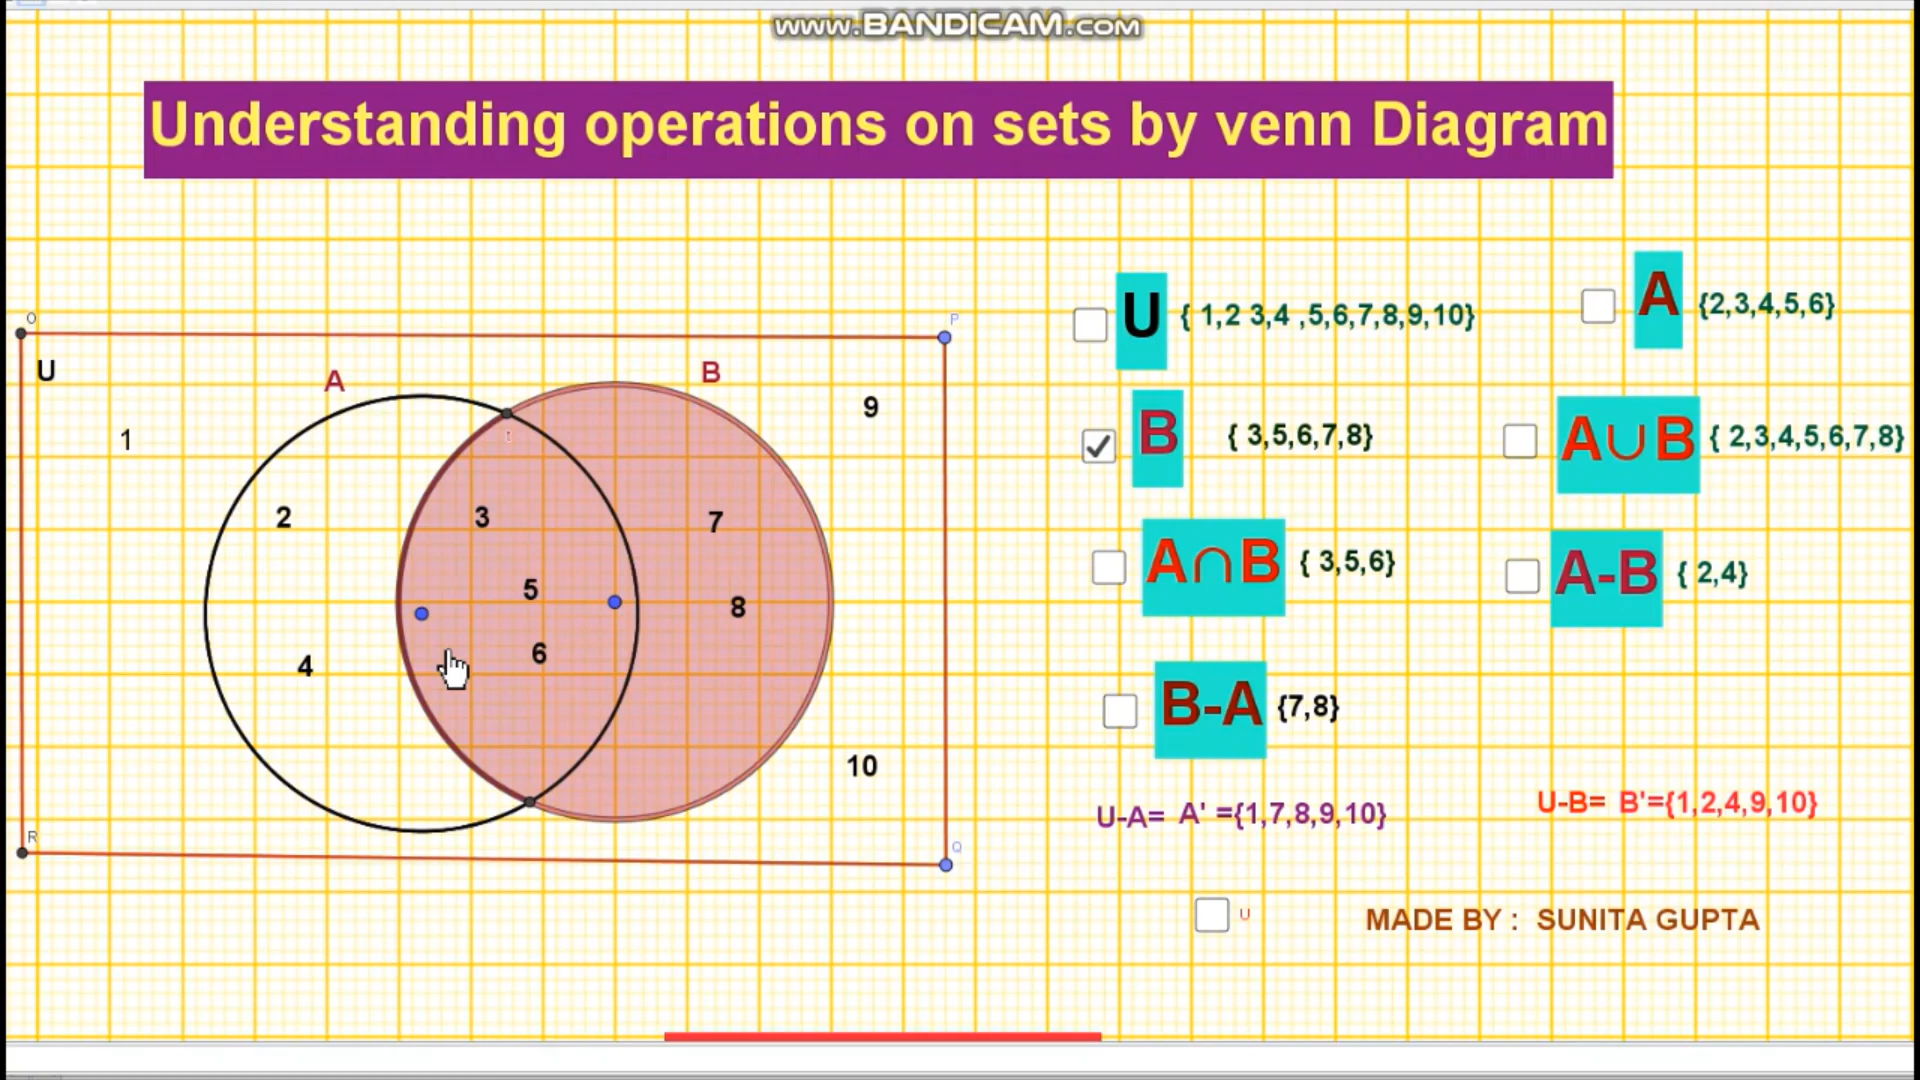 www.BANDICAM.com
Understanding operations on sets by venn Diagram
O
P
U
A
B
9
1
t
2
3
7
5
8
4
6
10
R
Q
U { 1,2 3,4 ,5,6,7,8,9,10}
A {2,3,4,5,6}
B { 3,5,6,7,8}
A∪B { 2,3,4,5,6,7,8}
A∩B { 3,5,6}
A-B { 2,4}
B-A {7,8}
U-A= A' ={1,7,8,9,10}
U-B= B'={1,2,4,9,10}
U
MADE BY : SUNITA GUPTA